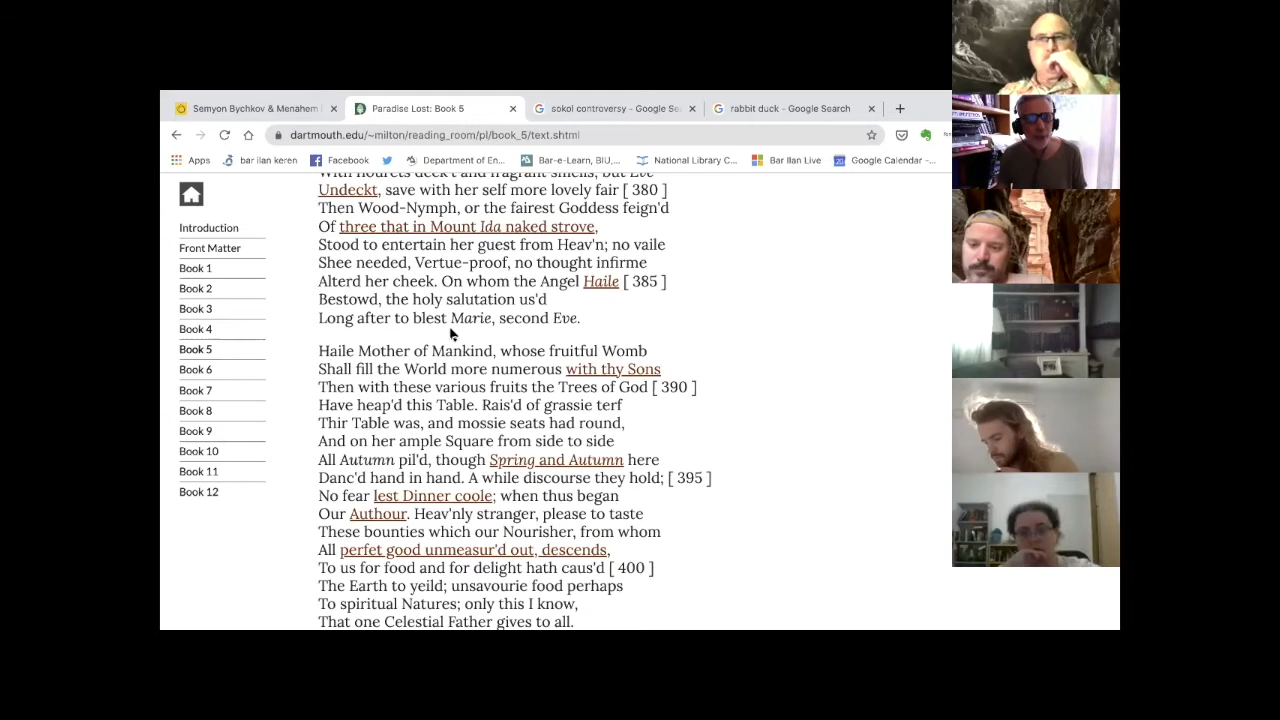 Semyon Bychkov & Menahem
Paradise Lost: Book 5
sokol controversy - Google Se
rabbit duck - Google Search
dartmouth.edu/~milton/reading_room/pl/book_5/text.shtml
Apps
bar ilan keren
Facebook
Department of En...
Bar-e-Learn, BIU,...
National Library C...
Bar Ilan Live
Google Calendar -...
Introduction
Front Matter
Book 1
Book 2
Book 3
Book 4
Book 5
Book 6
Book 7
Book 8
Book 9
Book 10
Book 11
Book 12
With flourets deck't and fragrant smells; but Eve
Undeckt, save with her self more lovely fair [ 380 ]
Then Wood-Nymph, or the fairest Goddess feign'd
Of three that in Mount Ida naked strove,
Stood to entertain her guest from Heav'n; no vaile
Shee needed, Vertue-proof, no thought infirme
Alterd her cheek. On whom the Angel Haile [ 385 ]
Bestowd, the holy salutation us'd
Long after to blest Marie, second Eve.
Haile Mother of Mankind, whose fruitful Womb
Shall fill the World more numerous with thy Sons
Then with these various fruits the Trees of God [ 390 ]
Have heap'd this Table. Rais'd of grassie terf
Thir Table was, and mossie seats had round,
And on her ample Square from side to side
All Autumn pil'd, though Spring and Autumn here
Danc'd hand in hand. A while discourse they hold; [ 395 ]
No fear lest Dinner coole; when thus began
Our Authour. Heav'nly stranger, please to taste
These bounties which our Nourisher, from whom
All perfet good unmeasur'd out, descends,
To us for food and for delight hath caus'd [ 400 ]
The Earth to yeild; unsavourie food perhaps
To spiritual Natures; only this I know,
That one Celestial Father gives to all.